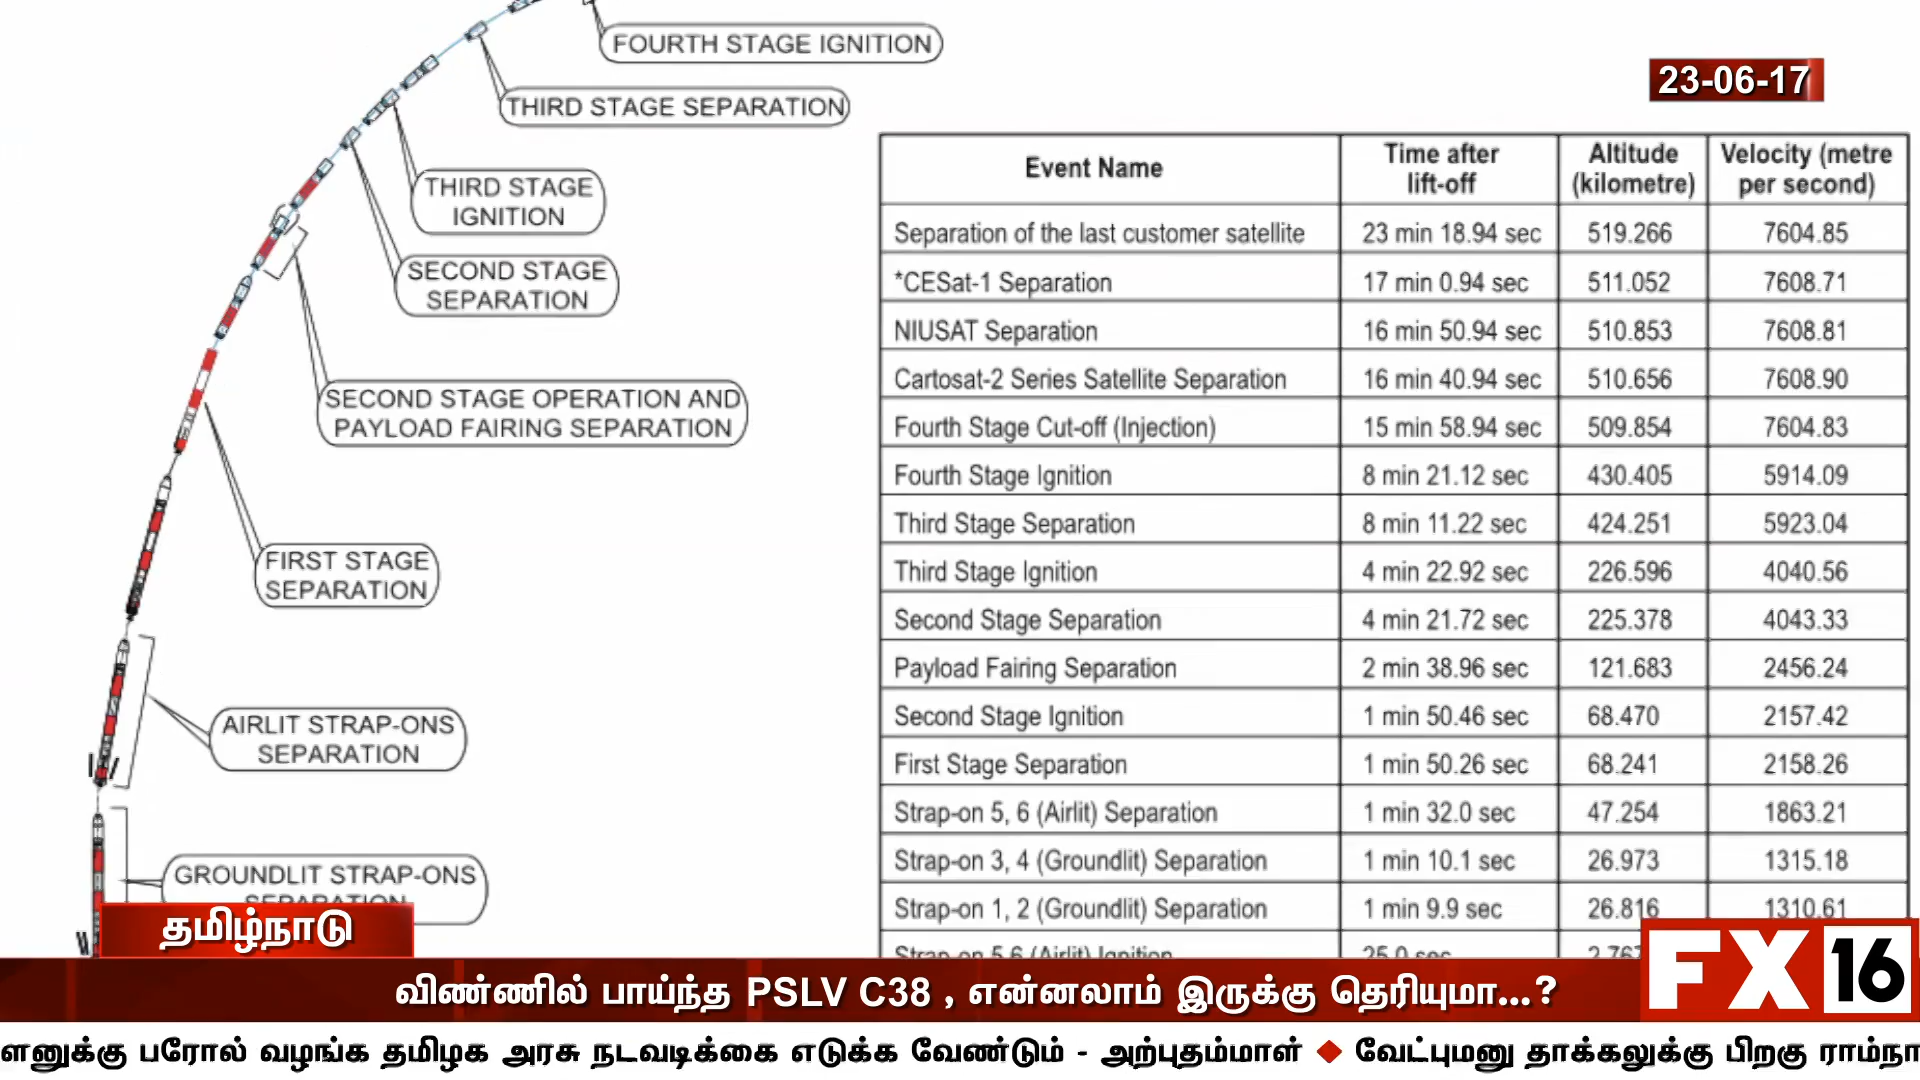 FOURTH STAGE IGNITION
THIRD STAGE SEPARATION
THIRD STAGE
IGNITION
SECOND STAGE
SEPARATION
SECOND STAGE OPERATION AND
PAYLOAD FAIRING SEPARATION
FIRST STAGE
SEPARATION
AIRLIT STRAP-ONS
SEPARATION
GROUNDLIT STRAP-ONS
SEPARATION
23-06-17
Event Name Time after lift-off Altitude (kilometre) Velocity (metre per second)
Separation of the last customer satellite 23 min 18.94 sec 519.266 7604.85
*CESat-1 Separation 17 min 0.94 sec 511.052 7608.71
NIUSAT Separation 16 min 50.94 sec 510.853 7608.81
Cartosat-2 Series Satellite Separation 16 min 40.94 sec 510.656 7608.90
Fourth Stage Cut-off (Injection) 15 min 58.94 sec 509.854 7604.83
Fourth Stage Ignition 8 min 21.12 sec 430.405 5914.09
Third Stage Separation 8 min 11.22 sec 424.251 5923.04
Third Stage Ignition 4 min 22.92 sec 226.596 4040.56
Second Stage Separation 4 min 21.72 sec 225.378 4043.33
Payload Fairing Separation 2 min 38.96 sec 121.683 2456.24
Second Stage Ignition 1 min 50.46 sec 68.470 2157.42
First Stage Separation 1 min 50.26 sec 68.241 2158.26
Strap-on 5, 6 (Airlit) Separation 1 min 32.0 sec 47.254 1863.21
Strap-on 3, 4 (Groundlit) Separation 1 min 10.1 sec 26.973 1315.18
Strap-on 1, 2 (Groundlit) Separation 1 min 9.9 sec 26.816 1310.61
Strap-on 5,6 (Airlit) Ignition 25.0 sec 2.767
தமிழ்நாடு
விண்ணில் பாய்ந்த PSLV C38 , என்னலாம் இருக்கு தெரியுமா...?
FX 16
ளனுக்கு பரோல் வழங்க தமிழக அரசு நடவடிக்கை எடுக்க வேண்டும் - அற்புதம்மாள் ◆ வேட்புமனு தாக்கலுக்கு பிறகு ராம்நா